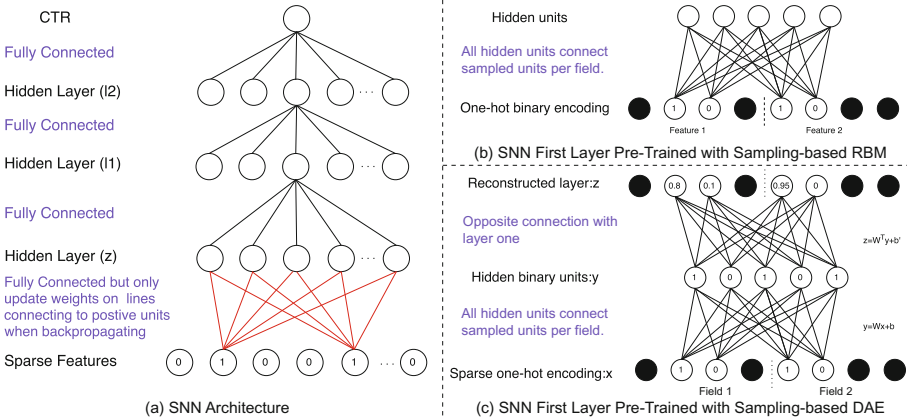 CTR
Fully Connected
Hidden Layer (l2)
...
Fully Connected
Hidden Layer (l1)
...
Fully Connected
Hidden Layer (z)
...
Fully Connected but only
update weights on lines
connecting to postive units
when backpropagating
Sparse Features
0 1 0 0 1 ... 0
(a) SNN Architecture
Hidden units
All hidden units connect
sampled units per field.
One-hot binary encoding
1 0 1 0
Feature 1 Feature 2
(b) SNN First Layer Pre-Trained with Sampling-based RBM
Reconstructed layer:z
0.8 0.1 0.95 0
Opposite connection with
layer one
z=W^T y+b'
Hidden binary units:y
1 0 1 0 1
All hidden units connect
sampled units per field.
y=Wx+b
Sparse one-hot encoding:x
1 0 1 0
Field 1 Field 2
(c) SNN First Layer Pre-Trained with Sampling-based DAE